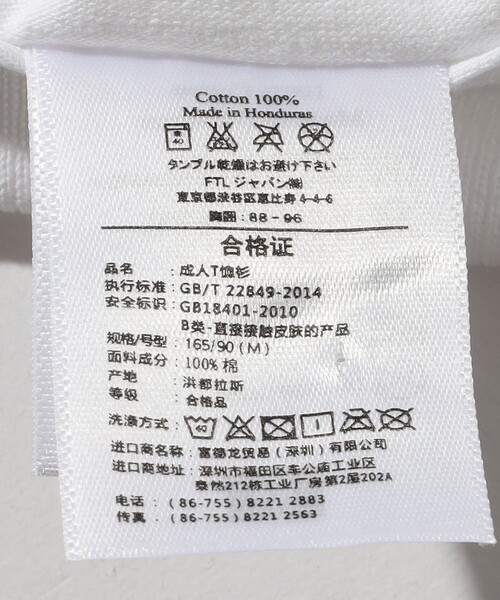 Cotton 100%
Made in Honduras
40
タンブル乾燥はお避け下さい
FTL ジャパン㈱
東京都渋谷区恵比寿 4-4-6
胸囲 : 88 - 96
合格证
品名 : 成人T恤衫
执行标准 : GB/T 22849-2014
安全标识 : GB18401-2010
B类-直接接触皮肤的产品
规格/号型 : 165/90 (M)
面料成分 : 100% 棉
产地 : 洪都拉斯
等级 : 合格品
洗涤方式 : 40
进口商名称 : 富德龙贸易（深圳）有限公司
进口商地址 : 深圳市福田区车公庙工业区
泰然212栋工业厂房第2层202A
电话 : (86-755) 8221 2883
传真 : (86-755) 8221 2563